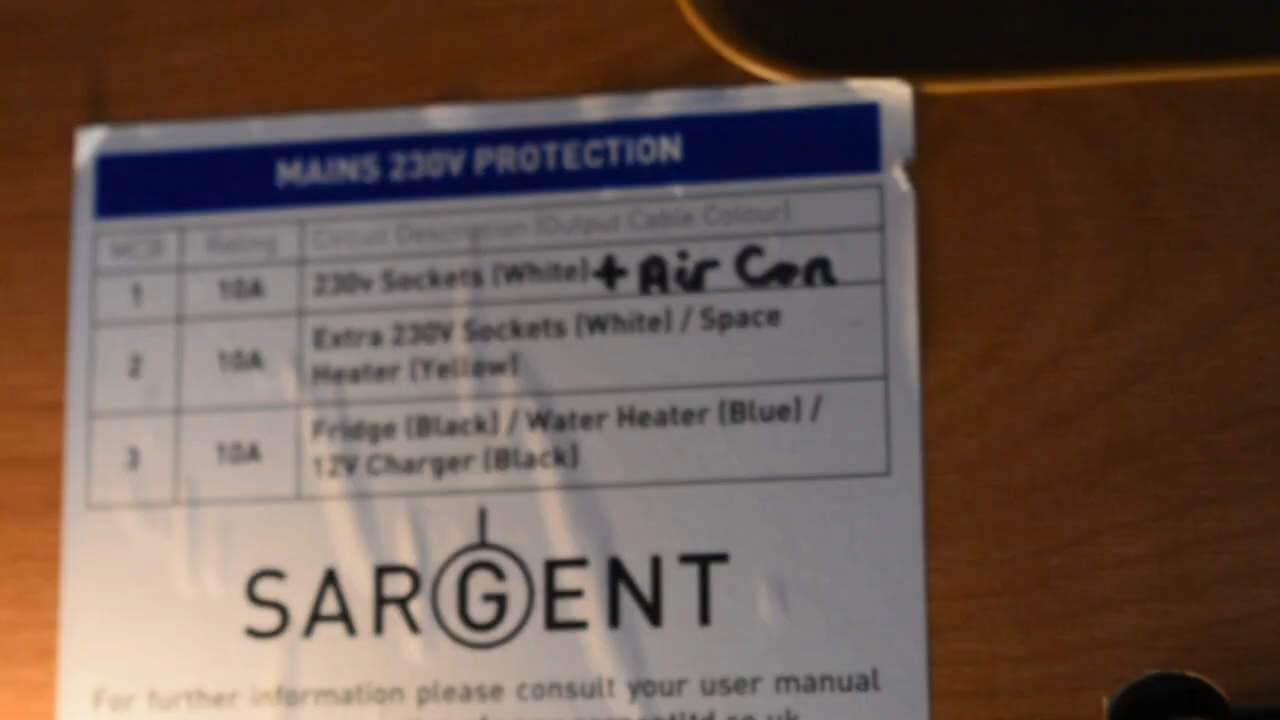 MAINS 230V PROTECTION
MCB Rating Circuit Description (Output Cable Colour)
1 10A 230v Sockets (White) + Air Con
2 10A Extra 230V Sockets (White) / Space
Heater (Yellow)
3 10A Fridge (Black) / Water Heater (Blue) /
12V Charger (Black)
SARGENT
For further information please consult your user manual